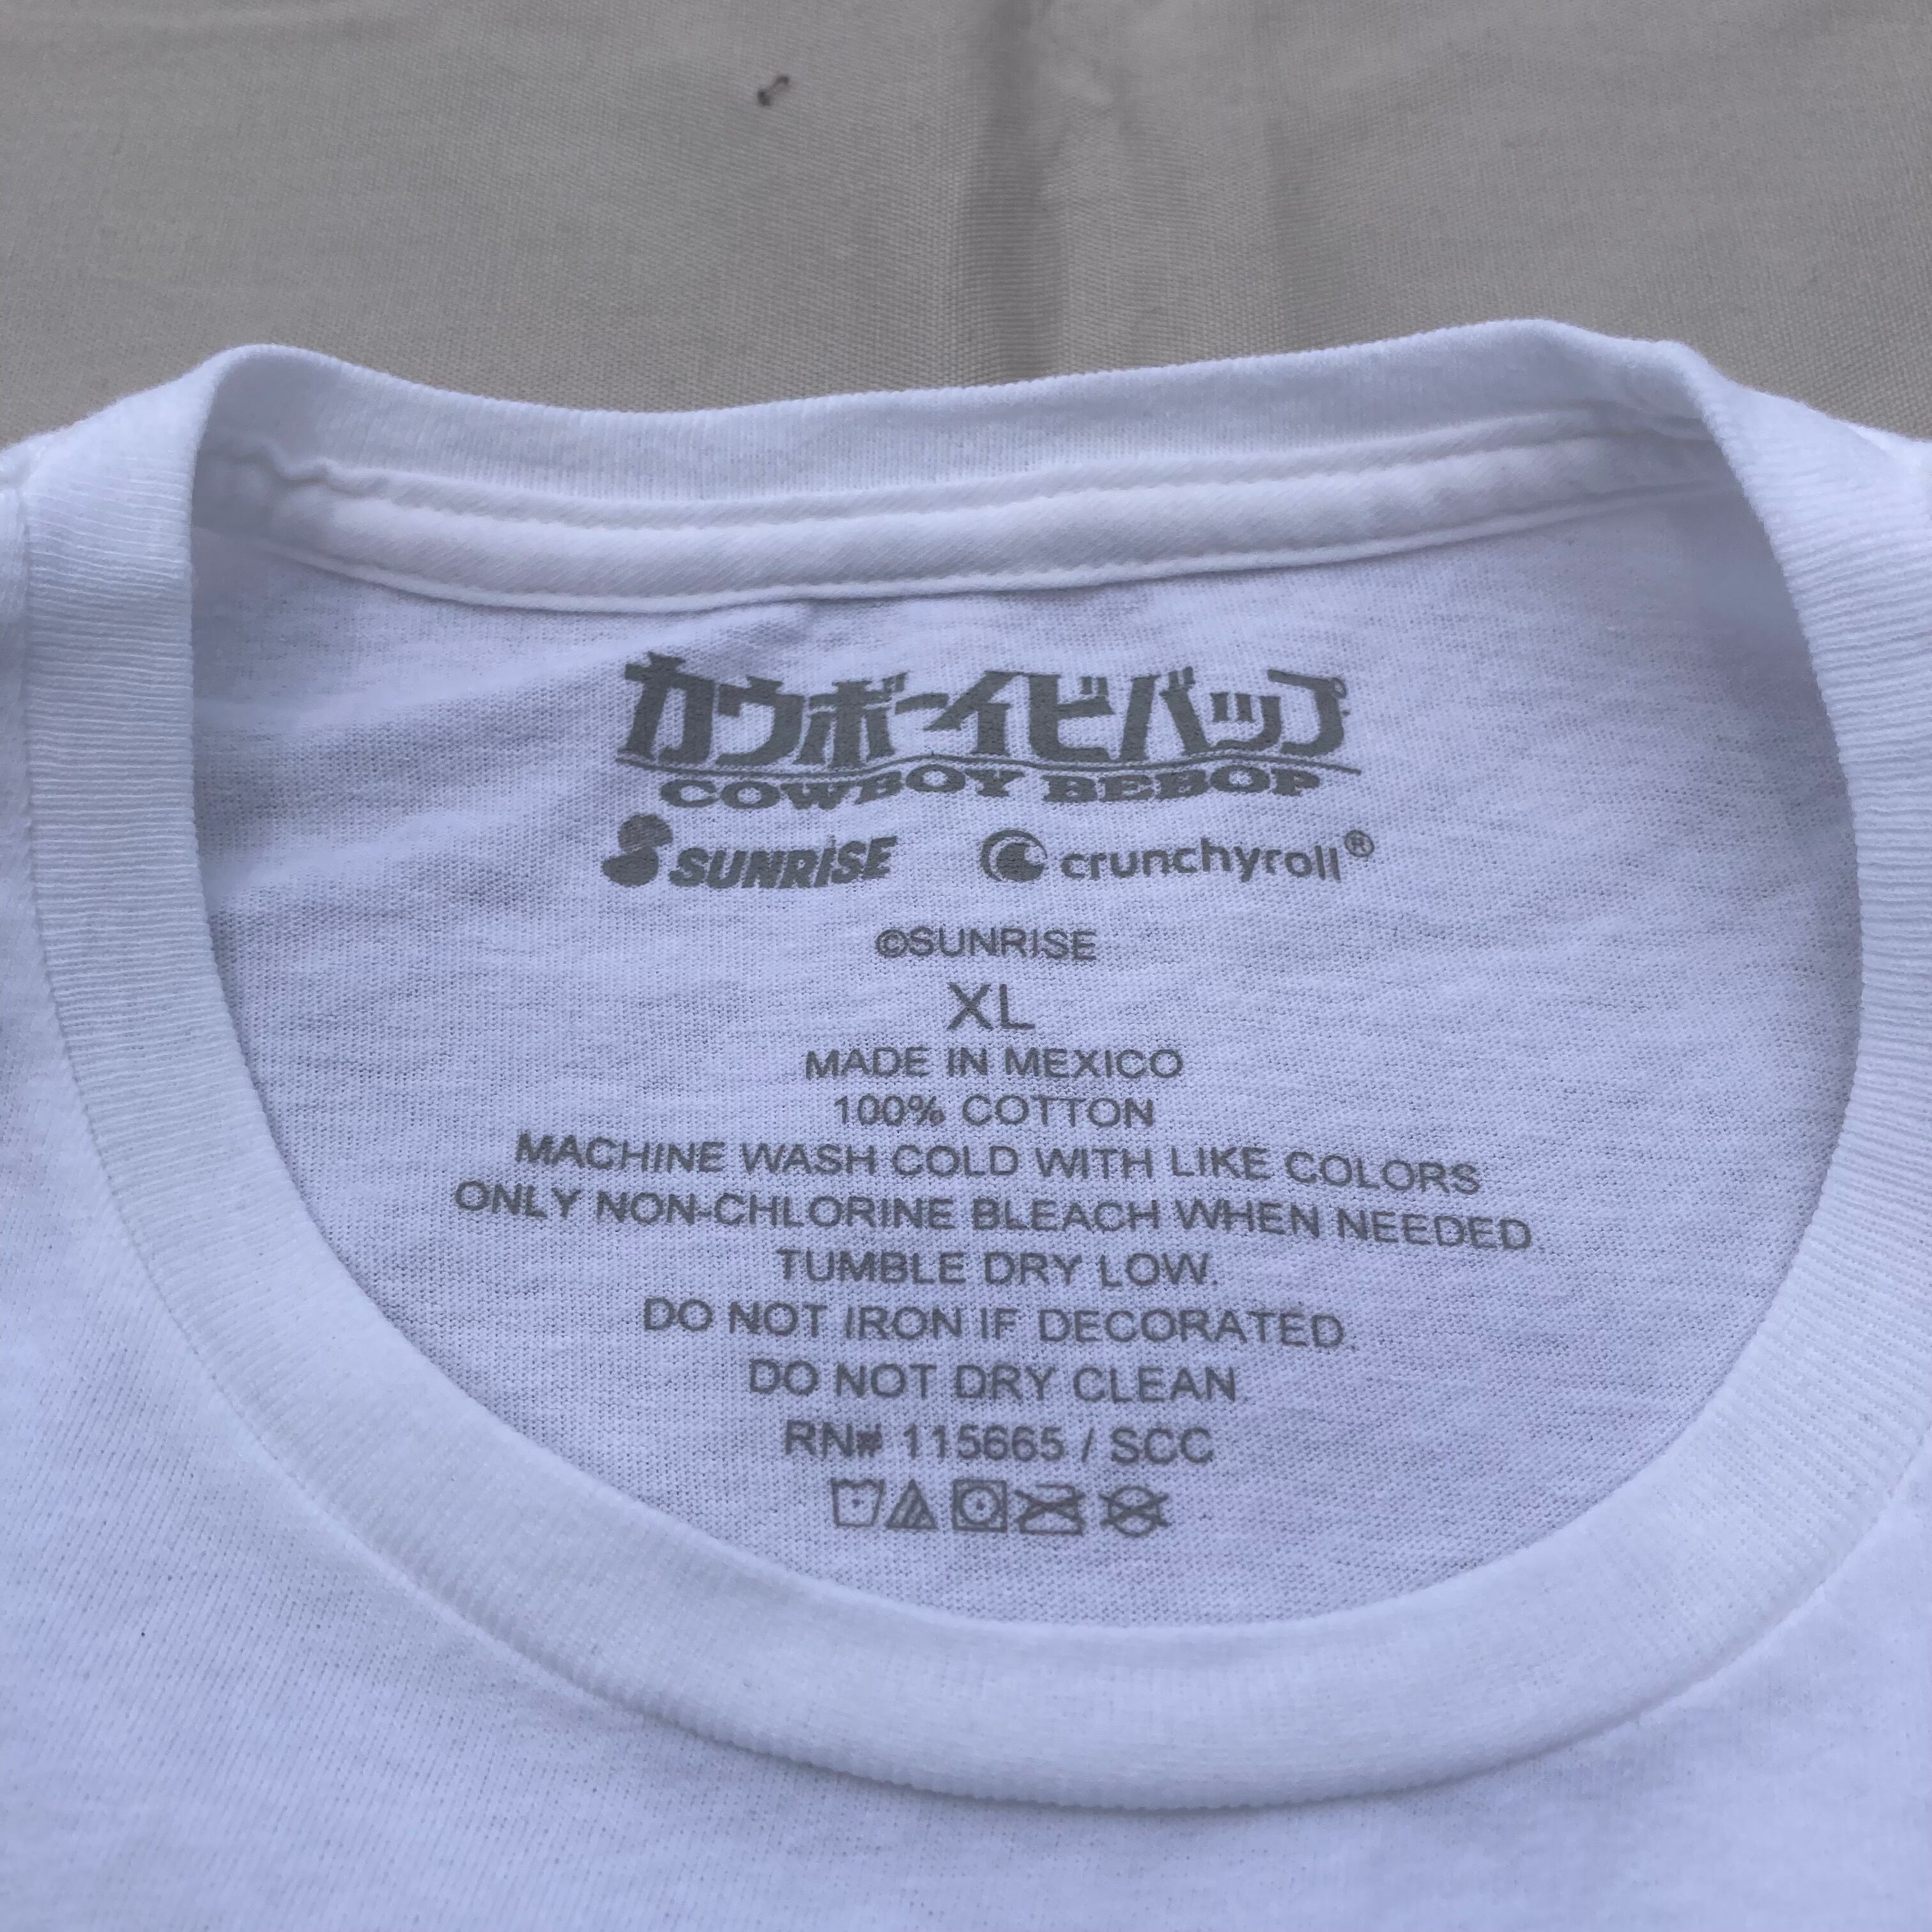 カウボーイビバップ
COWBOY BEBOP
SUNRISE crunchyroll®
©SUNRISE
XL
MADE IN MEXICO
100% COTTON
MACHINE WASH COLD WITH LIKE COLORS
ONLY NON-CHLORINE BLEACH WHEN NEEDED
TUMBLE DRY LOW.
DO NOT IRON IF DECORATED.
DO NOT DRY CLEAN
RN# 115665 / SCC